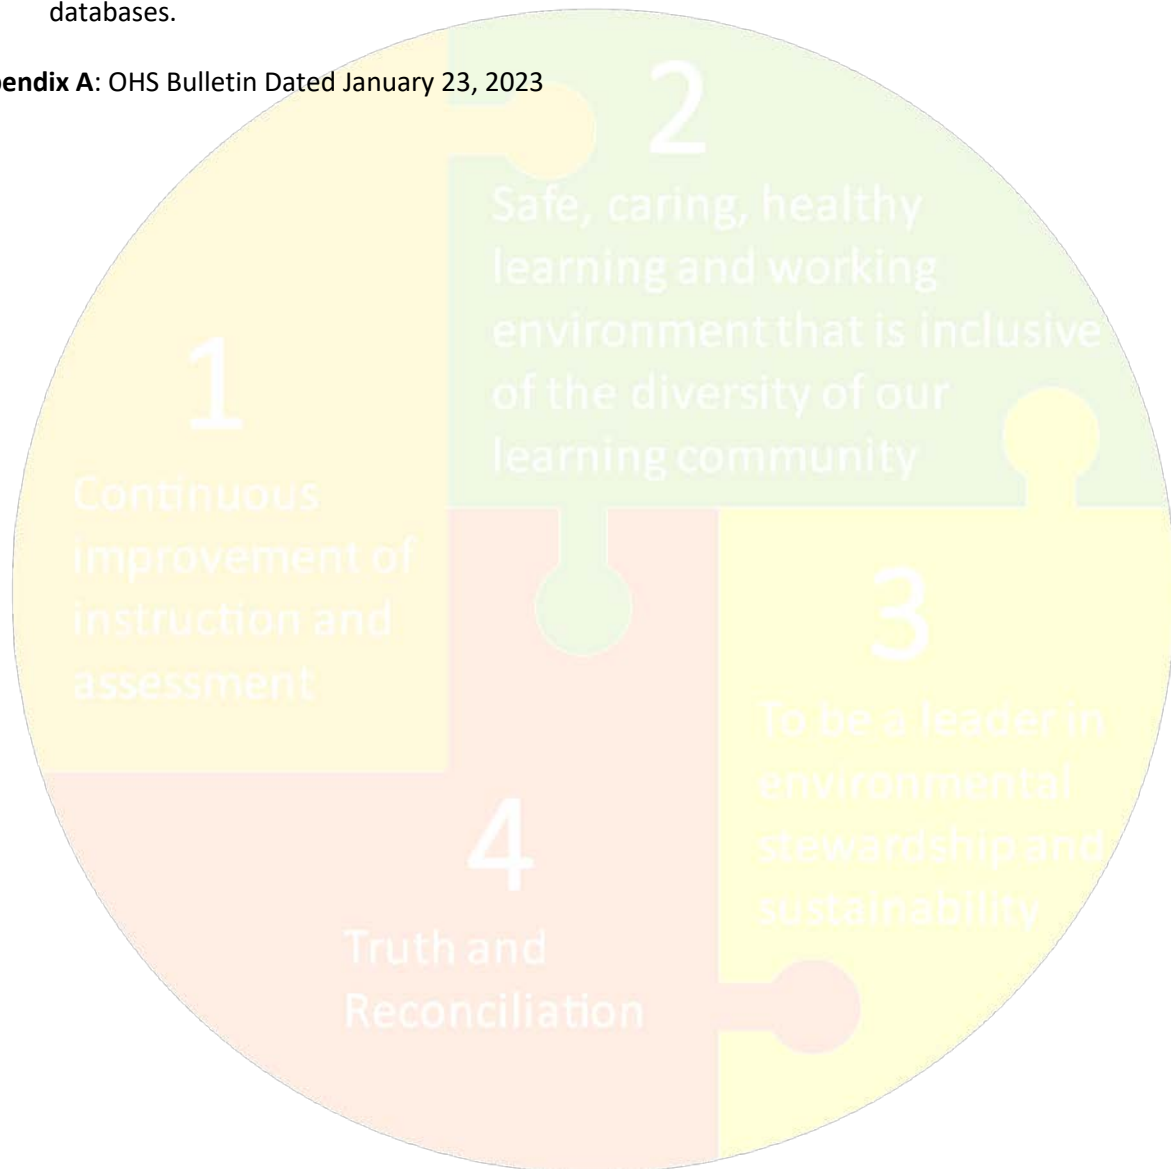 databases.
pendix A: OHS Bulletin Dated January 23, 2023
2
Safe, caring, healthy
learning and working
environment that is inclusive
of the diversity of our
learning community
1
Continuous
improvement of
instruction and
assessment
3
To be a leader in
environmental
stewardship and
sustainability
4
Truth and
Reconciliation